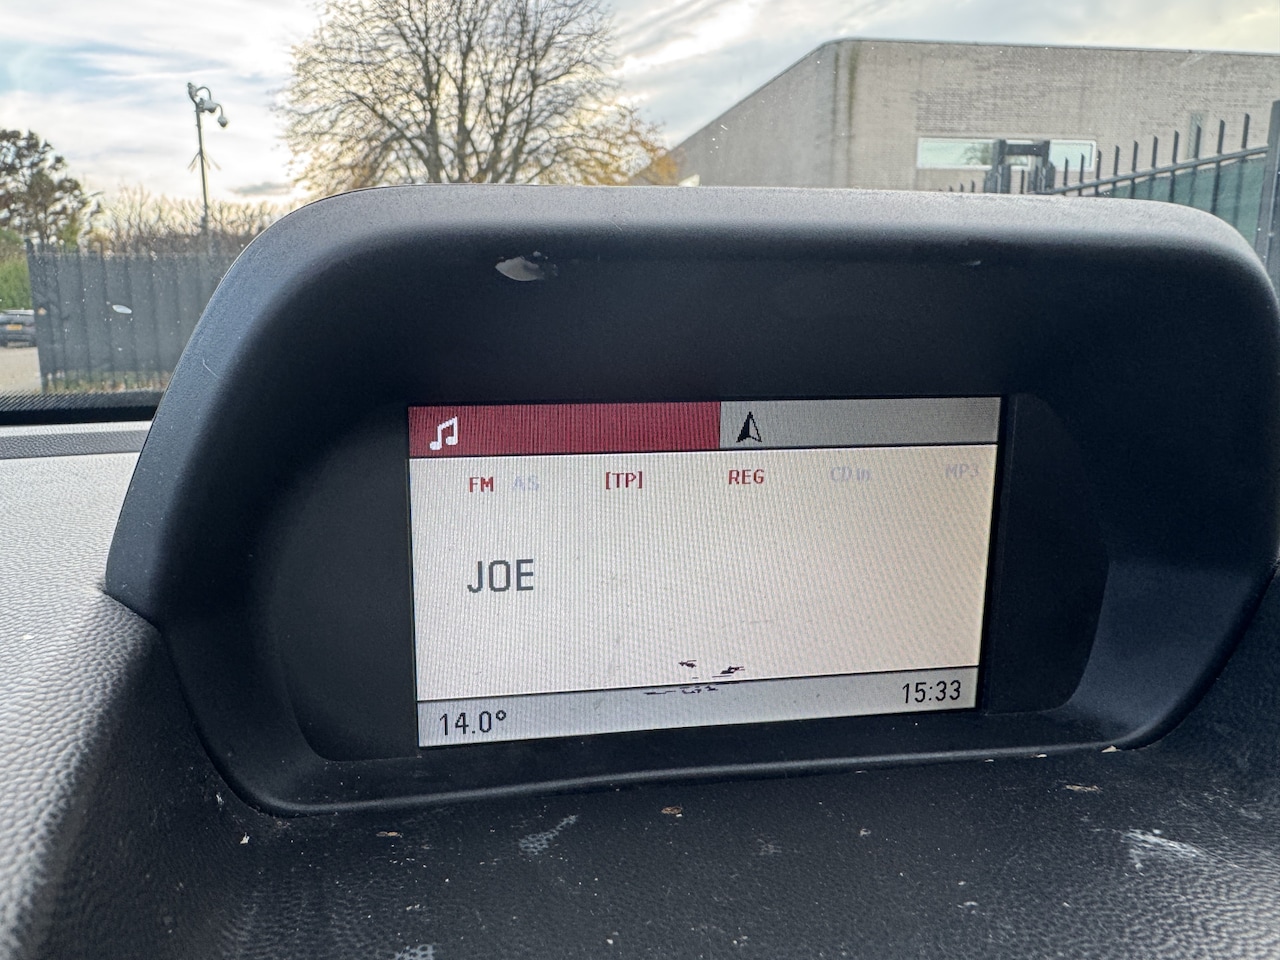 FM AS [TP] REG CD in MP3
JOE
14.0° 15:33